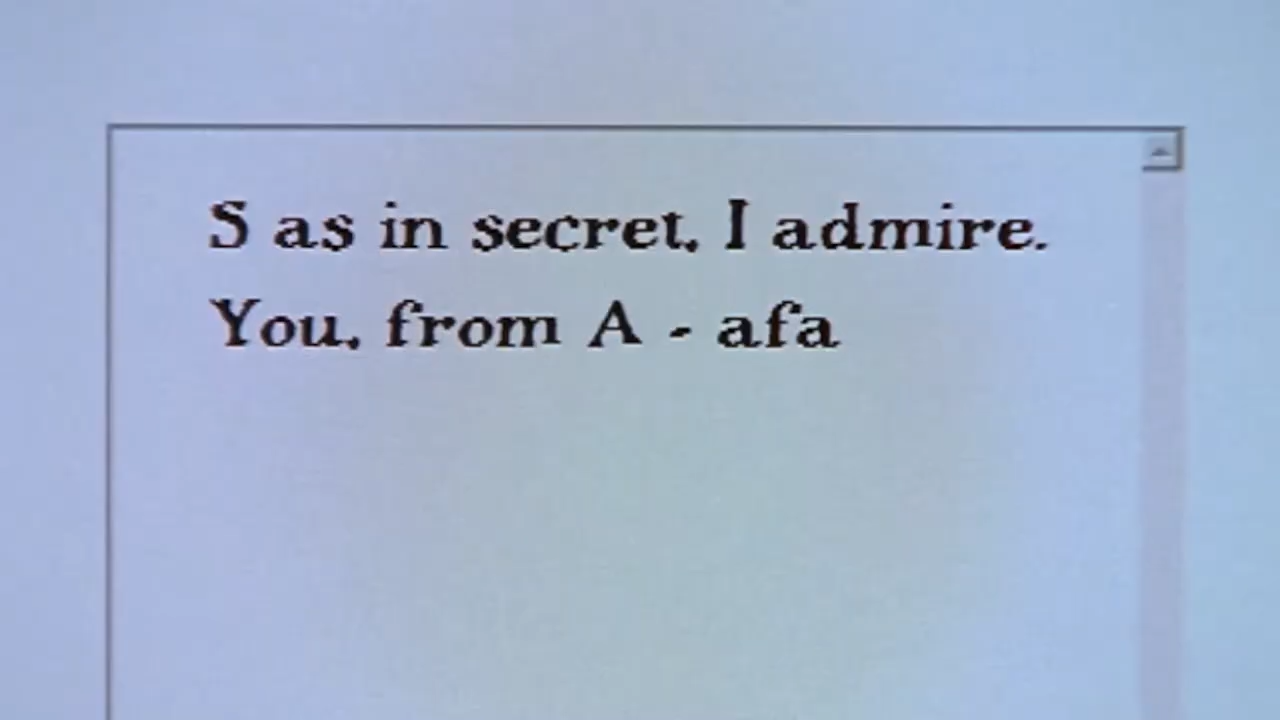 S as in secret, I admire.
You, from A - afa